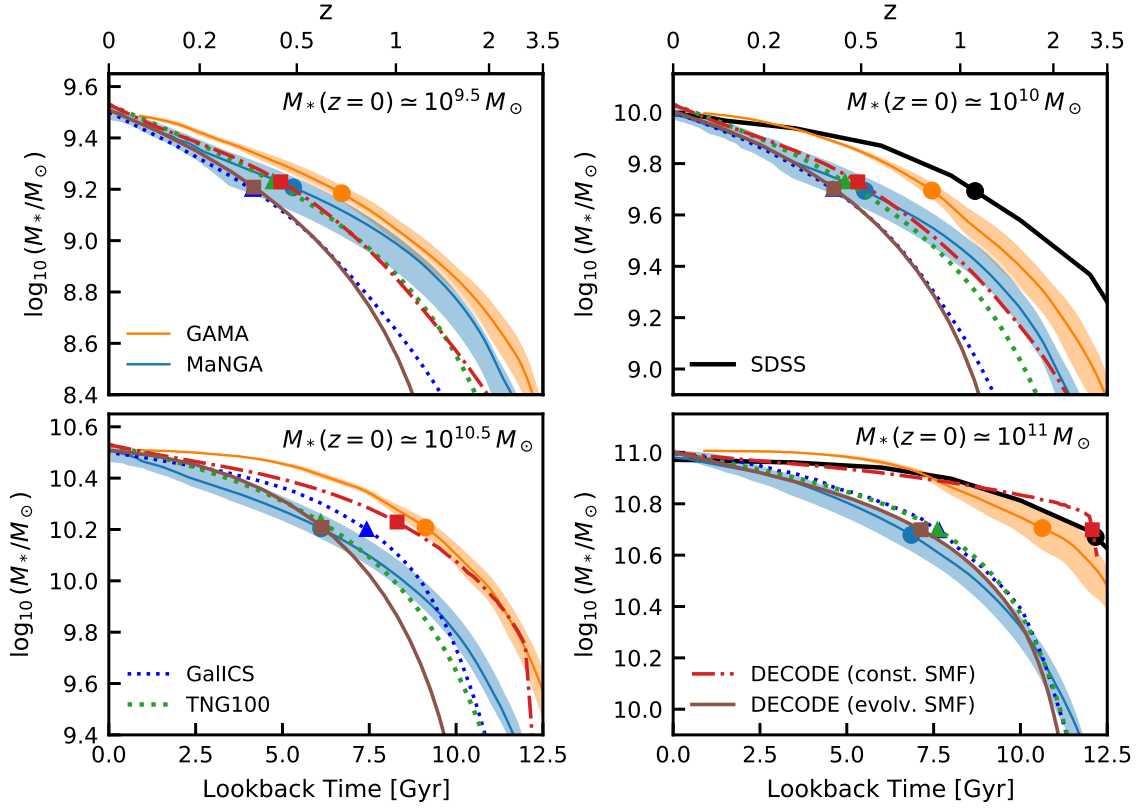 z z
0 0.2 0.5 1 2 3.5 0 0.2 0.5 1 2 3.5
M∗(z = 0) ≃ 10^9.5 M⊙ M∗(z = 0) ≃ 10^10 M⊙
9.6
9.4
9.2
9.0
8.8
8.6
8.4
log10 (M∗/M⊙)
GAMA
MaNGA
10.0
9.8
9.6
9.4
9.2
9.0
log10 (M∗/M⊙)
SDSS
M∗(z = 0) ≃ 10^10.5 M⊙ M∗(z = 0) ≃ 10^11 M⊙
10.6
10.4
10.2
10.0
9.8
9.6
9.4
log10 (M∗/M⊙)
GalICS
TNG100
0.0 2.5 5.0 7.5 10.0 12.5
Lookback Time [Gyr]
11.0
10.8
10.6
10.4
10.2
10.0
log10 (M∗/M⊙)
DECODE (const. SMF)
DECODE (evolv. SMF)
0.0 2.5 5.0 7.5 10.0 12.5
Lookback Time [Gyr]